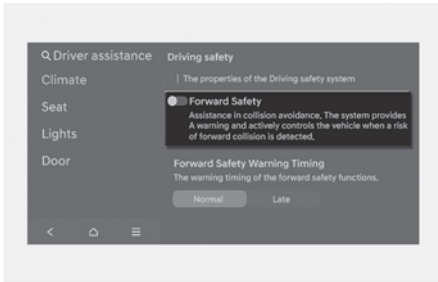 Driver assistance
Driving safety
Climate
The properties of the Driving safety system
Seat
Forward Safety
Assistance in collision avoidance, The system provides
A warning and actively controls the vehicle when a risk
of forward collision is detected,
Lights
Door
Forward Safety Warning Timing
The warning timing of the forward safety functions,
Normal
Late